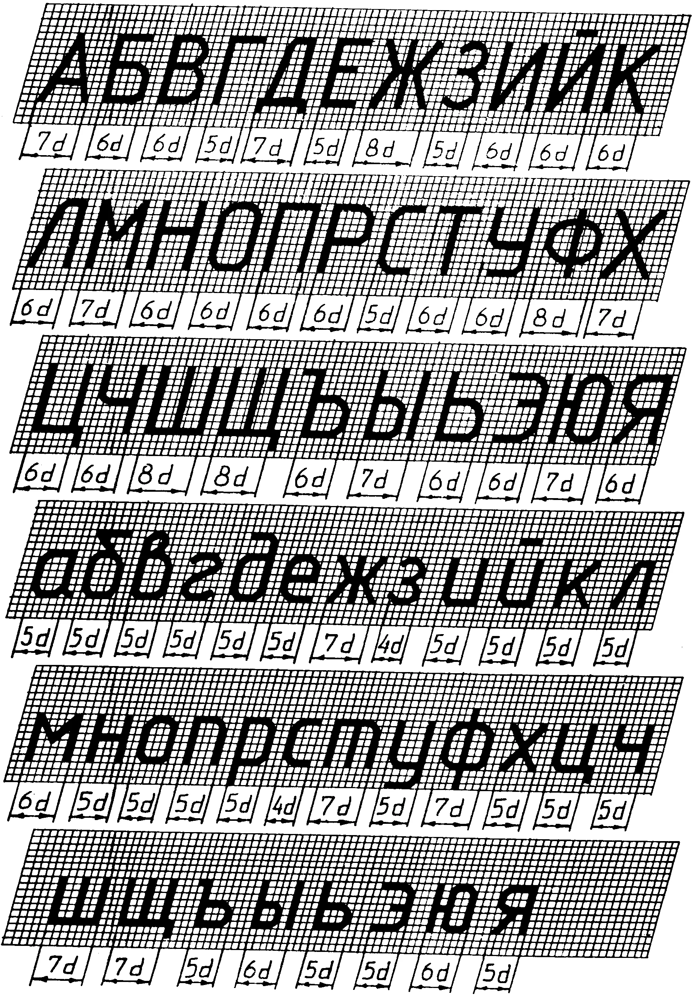 АБВГДЕЖЗИЙК
7d 6d 6d 5d 7d 5d 8d 5d 6d 6d 6d
ЛМНОПРСТУФХ
6d 7d 6d 6d 6d 6d 5d 6d 6d 8d 7d
ЦЧШЩЪЫЬЭЮЯ
6d 6d 8d 8d 6d 7d 6d 6d 7d 6d
абвгдежзийкл
5d 5d 5d 5d 5d 5d 7d 4d 5d 5d 5d 5d
мнопрстуфхцч
6d 5d 5d 5d 5d 4d 7d 5d 7d 5d 5d 5d
шщъыьэюя
7d 7d 5d 6d 5d 5d 6d 5d